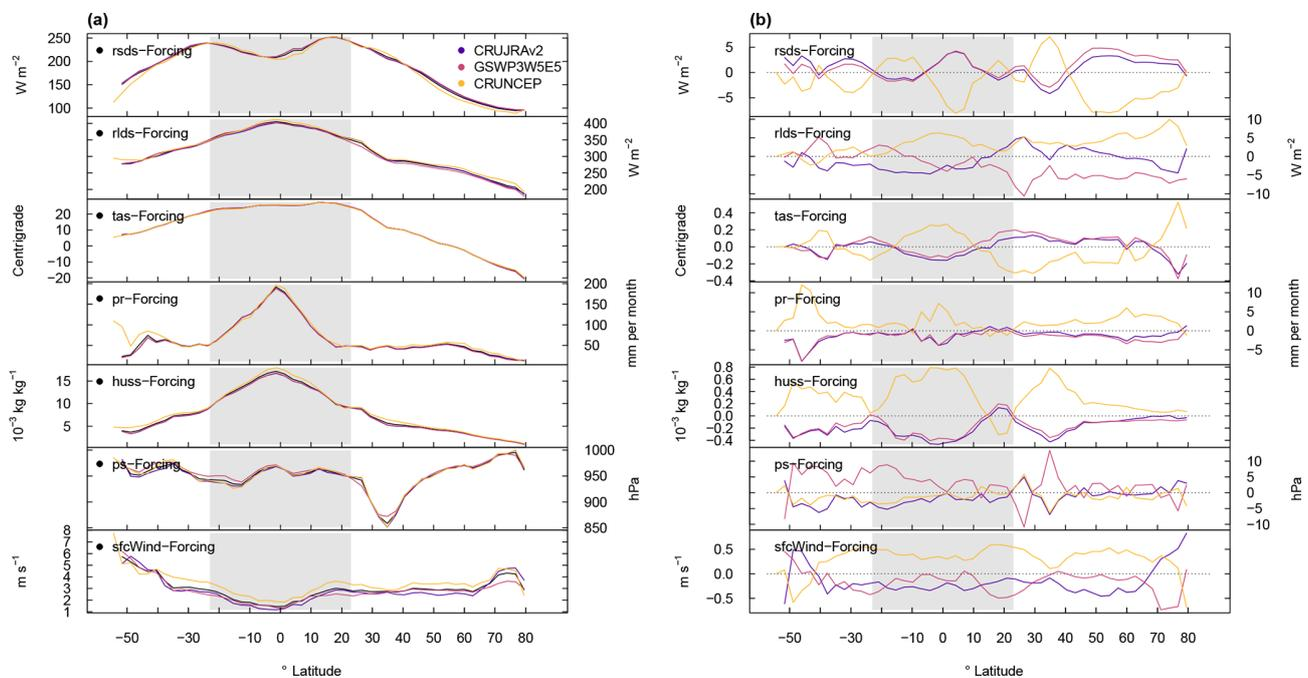 (a)
rsds−Forcing
CRUJRAv2
GSWP3W5E5
CRUNCEP
W m−2
250
200
150
100
rlds−Forcing
400
350
300
250
200
W m−2
tas−Forcing
Centrigrade
20
10
0
−10
−20
pr−Forcing
200
150
100
50
mm per month
huss−Forcing
10−3 kg kg−1
15
10
5
ps−Forcing
1000
950
900
850
hPa
sfcWind−Forcing
m s−1
8
7
6
5
4
3
2
1
−50 −30 −10 0 10 20 30 40 50 60 70 80
° Latitude
(b)
rsds−Forcing
W m−2
5
0
−5
rlds−Forcing
10
5
0
−5
−10
W m−2
tas−Forcing
Centrigrade
0.4
0.2
0.0
−0.2
−0.4
pr−Forcing
10
5
0
−5
mm per month
huss−Forcing
10−3 kg kg−1
0.8
0.6
0.4
0.2
0.0
−0.2
−0.4
ps−Forcing
10
5
0
−5
−10
hPa
sfcWind−Forcing
m s−1
0.5
0.0
−0.5
−50 −30 −10 0 10 20 30 40 50 60 70 80
° Latitude